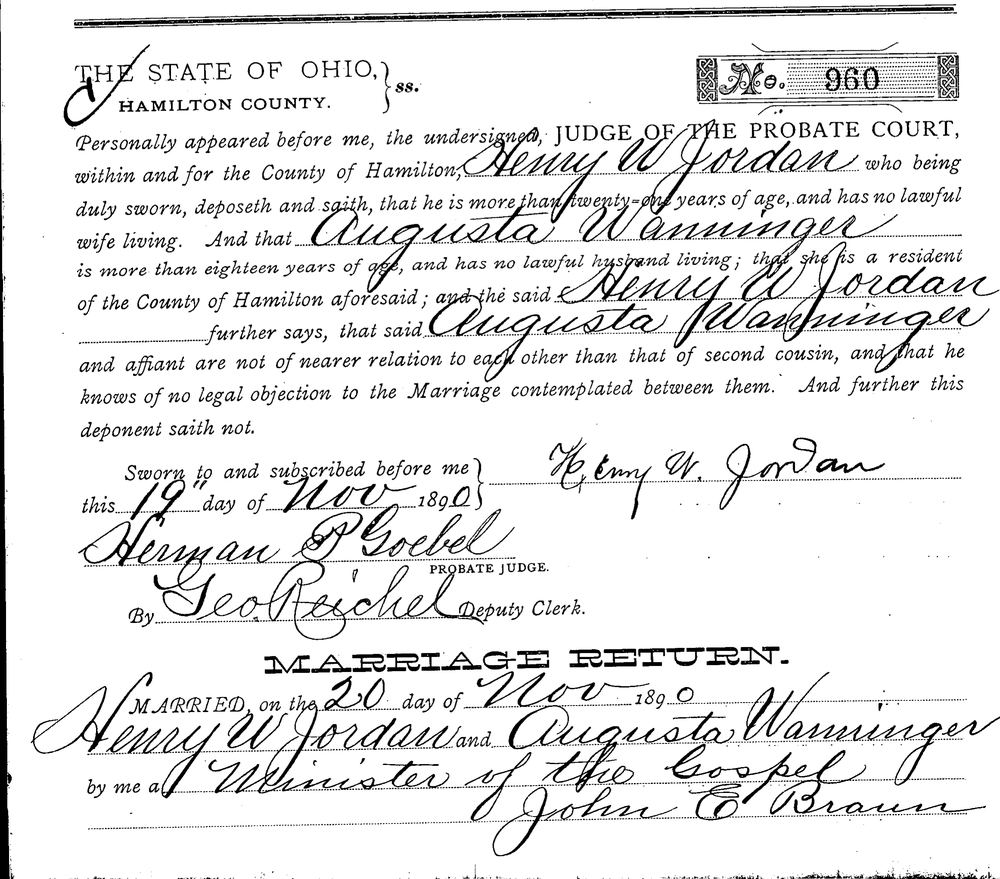 THE STATE OF OHIO, } ss.
HAMILTON COUNTY.
No. 960
Personally appeared before me, the undersigned, JUDGE OF THE PROBATE COURT,
within and for the County of Hamilton, Henry W Jordan who being
duly sworn, deposeth and saith, that he is more than twenty-one years of age, and has no lawful
wife living. And that Augusta Wanninger
is more than eighteen years of age, and has no lawful husband living; that she is a resident
of the County of Hamilton aforesaid; and the said Henry W Jordan
further says, that said Augusta Wanninger
and affiant are not of nearer relation to each other than that of second cousin, and that he
knows of no legal objection to the Marriage contemplated between them. And further this
deponent saith not.
Sworn to and subscribed before me } Henry W. Jordan
this 19" day of Nov 1890
Herman P Goebel
PROBATE JUDGE.
By Geo. Reichel Deputy Clerk.
MARRIAGE RETURN.
MARRIED, on the 20 day of Nov 1890
Henry W Jordan and Augusta Wanninger
by me a Minister of the Gospel
John E Braun